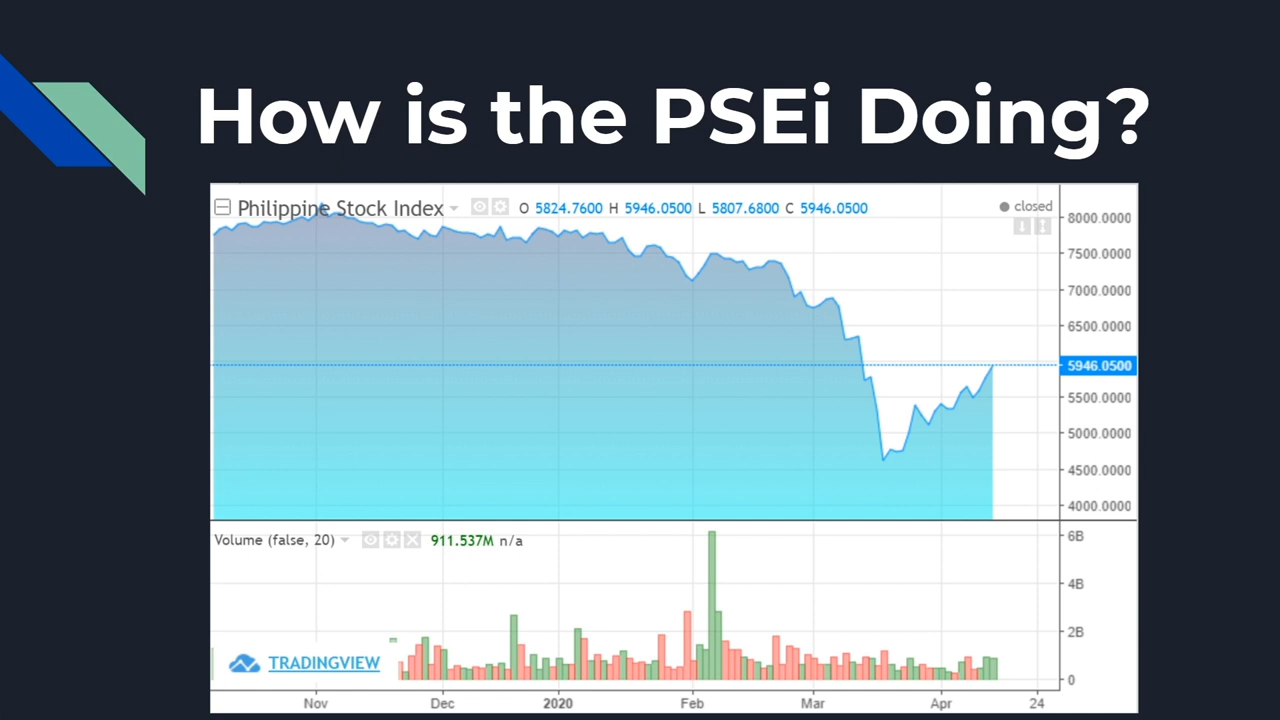 How is the PSEi Doing?
Philippine Stock Index O 5824.7600 H 5946.0500 L 5807.6800 C 5946.0500
closed
8000.0000
7500.0000
7000.0000
6500.0000
5946.0500
5500.0000
5000.0000
4500.0000
4000.0000
Volume (false, 20) 911.537M n/a
6B
4B
2B
0
TRADINGVIEW
Nov Dec 2020 Feb Mar Apr 24